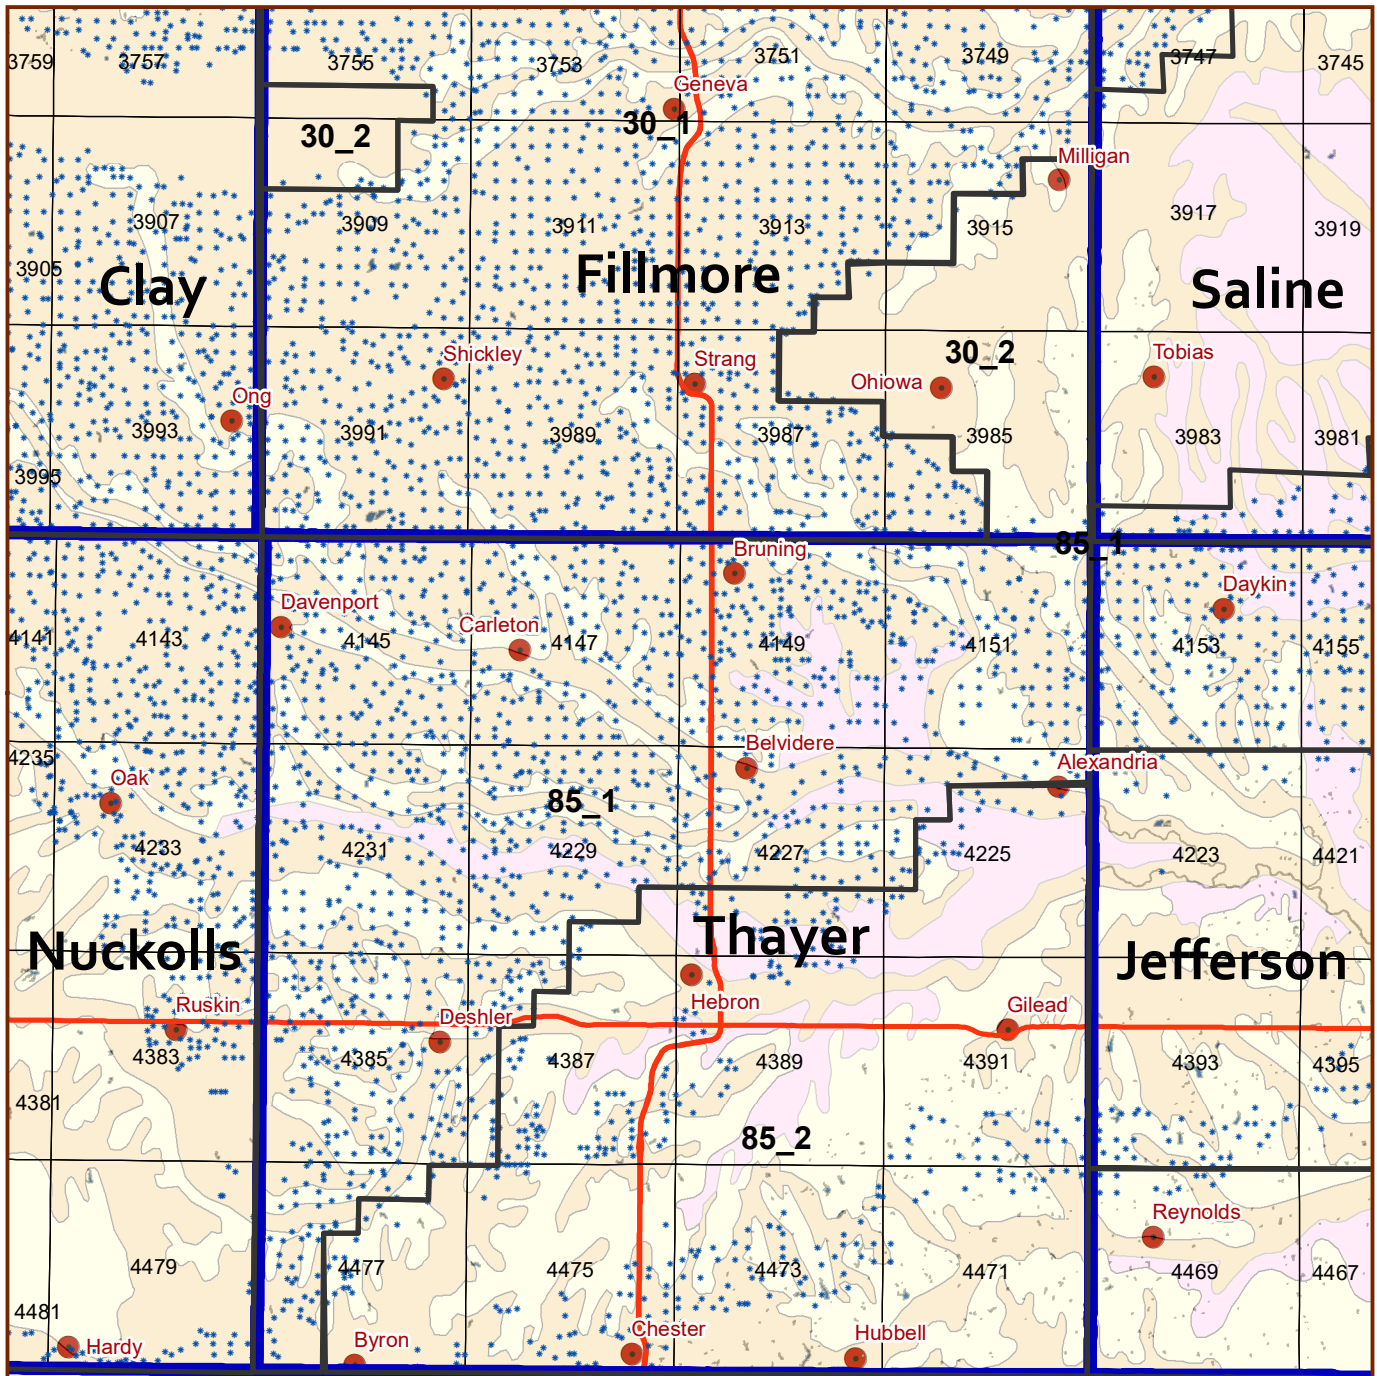 3759
3757
3755
3753
3751
3749
3747
3745
Geneva
30_1
30_2
Milligan
3907
3909
3911
3913
3915
3917
3919
3905
Clay
Fillmore
Saline
Shickley
Strang
30_2
Tobias
Ohiowa
Ong
3993
3991
3989
3987
3985
3983
3981
3995
85_1
Bruning
Daykin
Davenport
Carleton
4141
4143
4145
4147
4149
4151
4153
4155
Belvidere
4235
Oak
Alexandria
85_1
4233
4231
4229
4227
4225
4223
4421
Thayer
Nuckolls
Jefferson
Ruskin
Deshler
Hebron
Gilead
4383
4385
4387
4389
4391
4393
4395
4381
85_2
Reynolds
4479
4477
4475
4473
4471
4469
4467
4481
Hardy
Byron
Chester
Hubbell